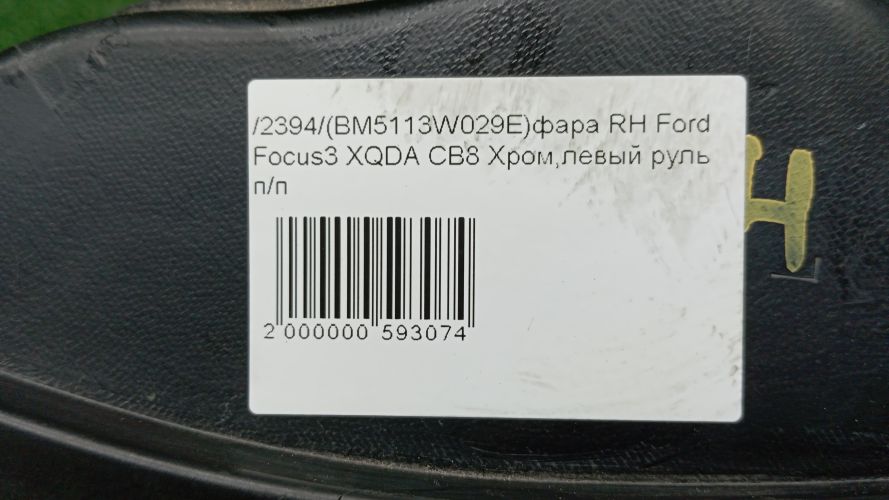 /2394/(BM5113W029E)фара RH Ford
Focus3 XQDA CB8 Хром,левый руль
п/п
2 000000 593074
H
L